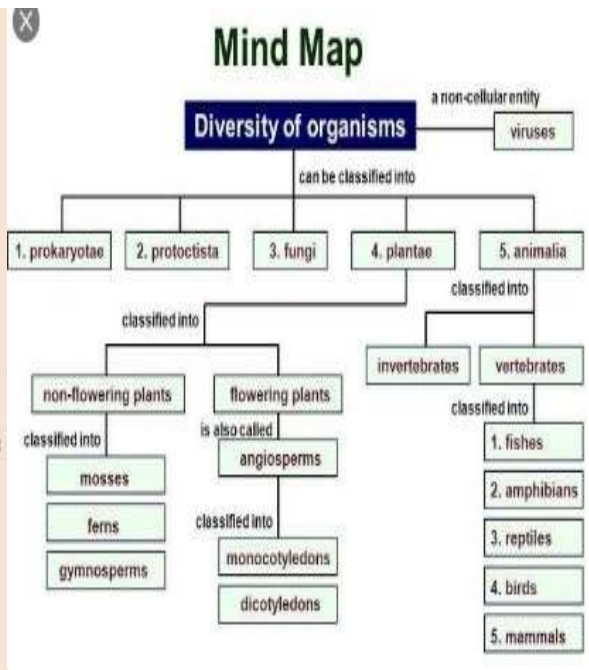 X
Mind Map
a non-cellular entity
Diversity of organisms
viruses
can be classified into
1. prokaryotae
2. protoctista
3. fungi
4. plantae
5. animalia
classified into
classified into
invertebrates
vertebrates
non-flowering plants
flowering plants
classified into
is also called
classified into
mosses
angiosperms
1. fishes
ferns
classified into
2. amphibians
gymnosperms
monocotyledons
3. reptiles
dicotyledons
4. birds
5. mammals